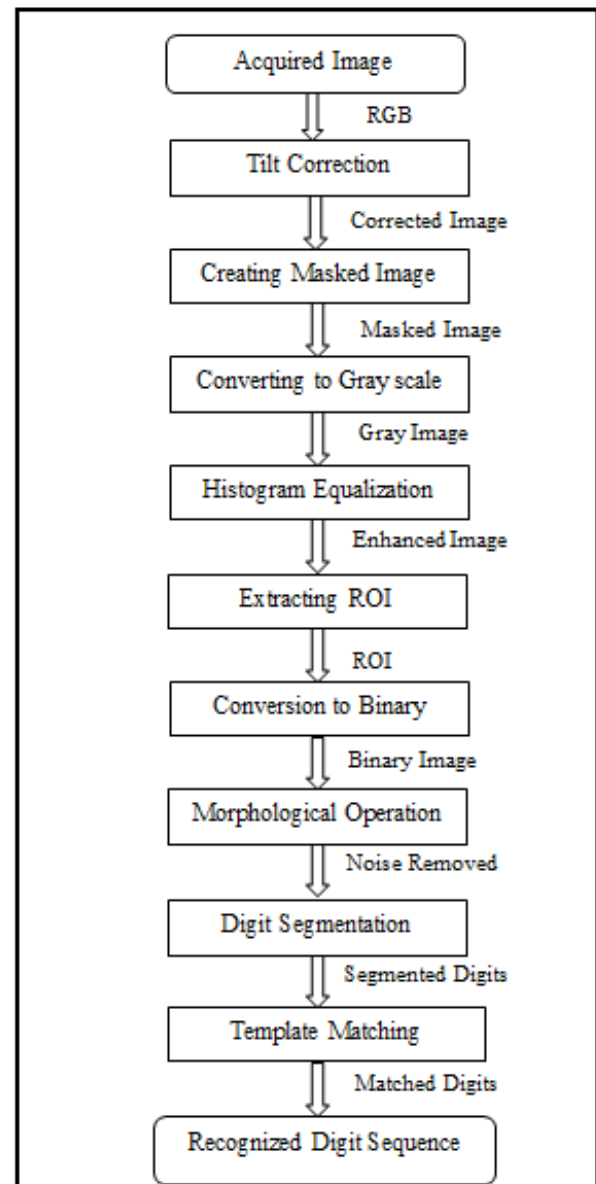 Acquired Image
RGB
Tilt Correction
Corrected Image
Creating Masked Image
Masked Image
Converting to Gray scale
Gray Image
Histogram Equalization
Enhanced Image
Extracting ROI
ROI
Conversion to Binary
Binary Image
Morphological Operation
Noise Removed
Digit Segmentation
Segmented Digits
Template Matching
Matched Digits
Recognized Digit Sequence